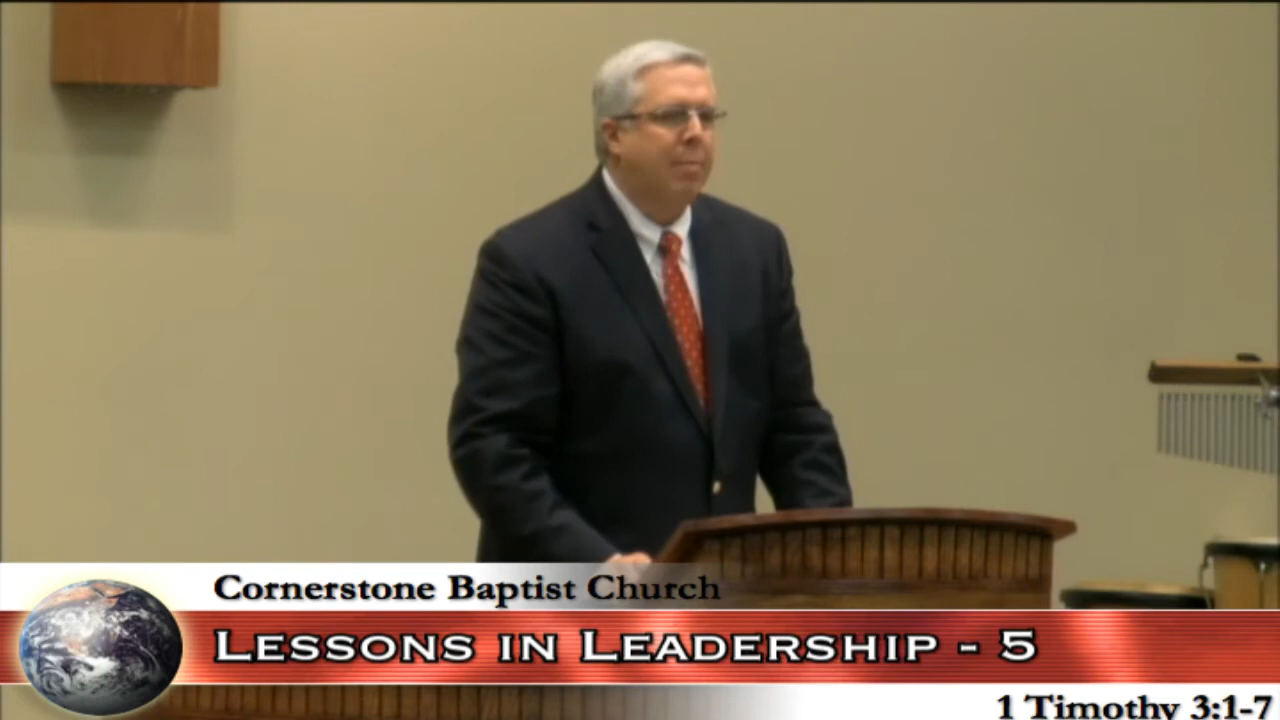 Cornerstone Baptist Church
Lessons in Leadership - 5
1 Timothy 3:1-7